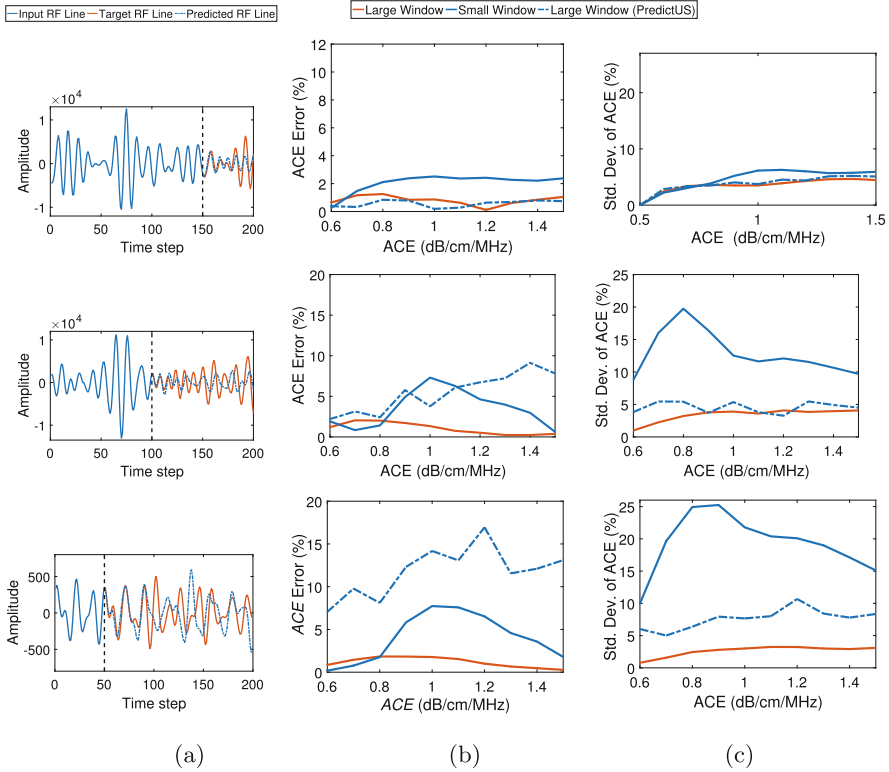 Input RF Line Target RF Line Predicted RF Line
Large Window Small Window Large Window (PredictUS)
× 10⁴
1
0
-1
Amplitude
0 50 100 150 200
Time step
12
10
8
6
4
2
0
ACE Error (%)
0.6 0.8 1 1.2 1.4
ACE (dB/cm/MHz)
20
10
0
Std. Dev. of ACE (%)
0.5 1 1.5
ACE (dB/cm/MHz)
× 10⁴
1
0
-1
Amplitude
0 50 100 150 200
Time step
20
15
10
5
0
ACE Error (%)
0.6 0.8 1 1.2 1.4
ACE (dB/cm/MHz)
25
20
15
10
5
0
Std. Dev. of ACE (%)
0.6 0.8 1 1.2 1.4
ACE (dB/cm/MHz)
500
0
-500
Amplitude
0 50 100 150 200
Time step
20
15
10
5
0
ACE Error (%)
0.6 0.8 1 1.2 1.4
ACE (dB/cm/MHz)
25
20
15
10
5
0
Std. Dev. of ACE (%)
0.6 0.8 1 1.2 1.4
ACE (dB/cm/MHz)
(a) (b) (c)